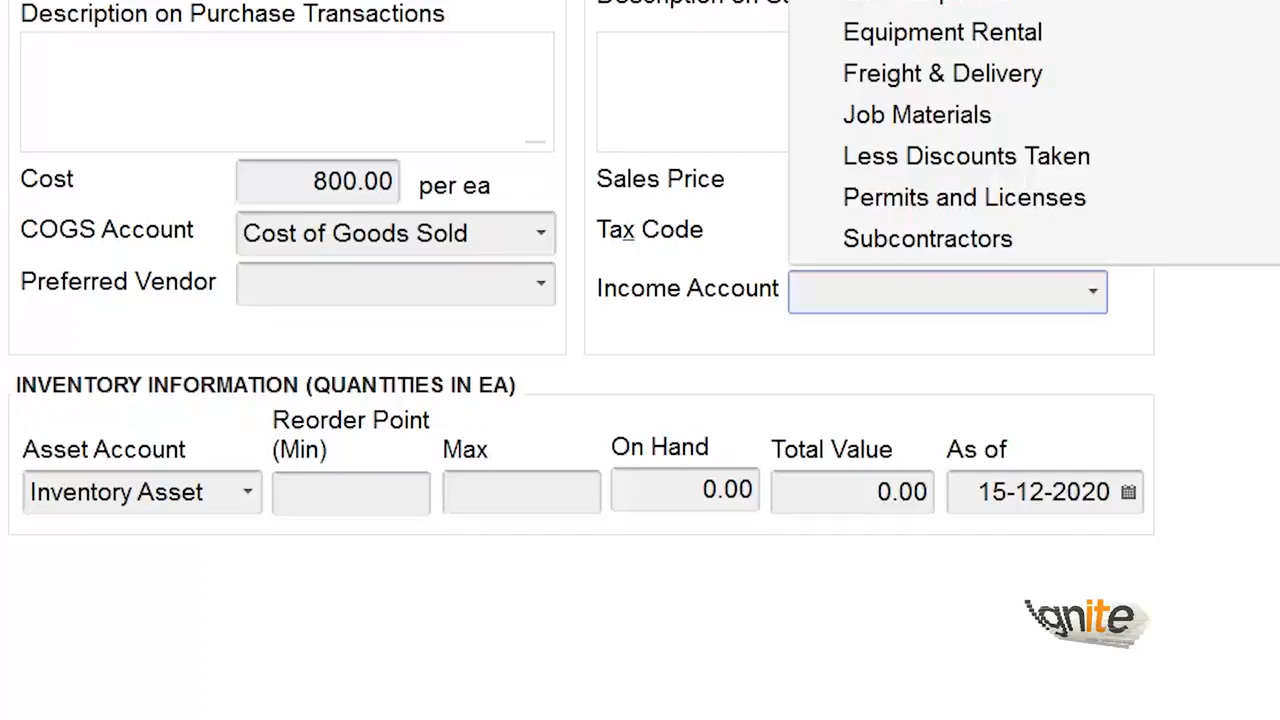 Description on Purchase Transactions
Cost
800.00
per ea
COGS Account
Cost of Goods Sold
Preferred Vendor
Description on
Equipment Rental
Freight & Delivery
Job Materials
Less Discounts Taken
Permits and Licenses
Subcontractors
Sales Price
Tax Code
Income Account
INVENTORY INFORMATION (QUANTITIES IN EA)
Asset Account
Reorder Point
(Min)
Max
On Hand
Total Value
As of
Inventory Asset
0.00
0.00
15-12-2020
ignite